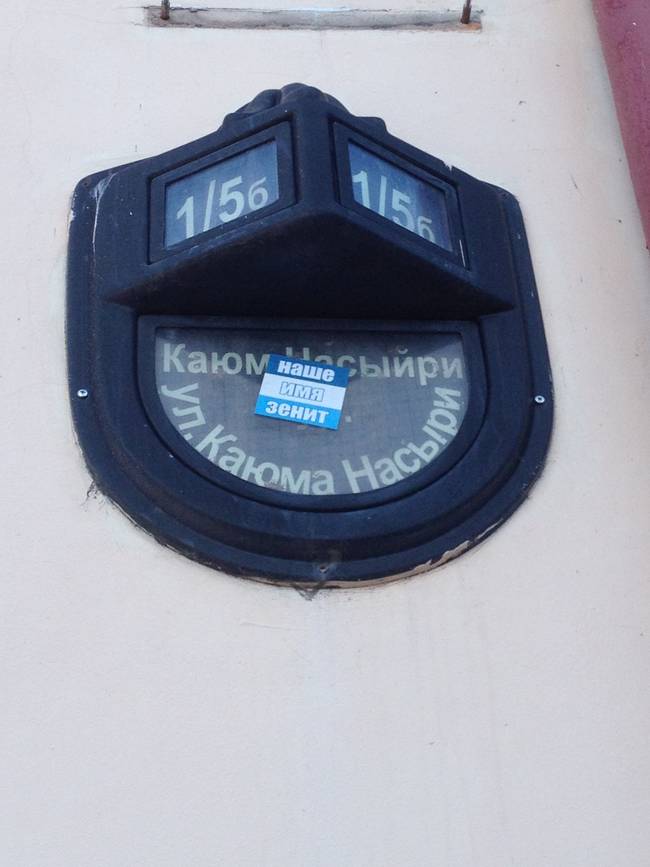 1/5б
1/5б
Каюм Насыйри
наше
имя
зенит
ул.Каюма Насыри